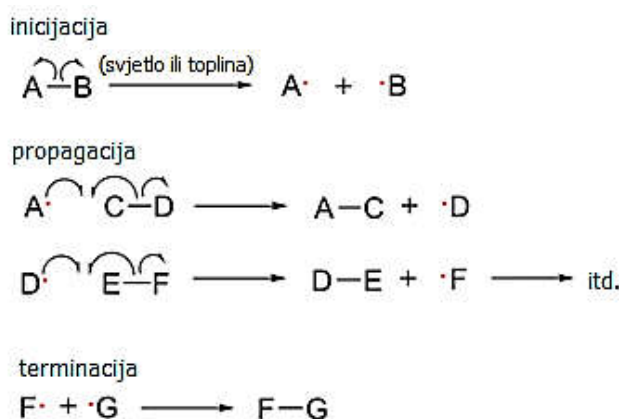 inicijacija
A–B (svjetlo ili toplina) A· + ·B
propagacija
A· C–D A–C + ·D
D· E–F D–E + ·F itd.
terminacija
F· + ·G F–G